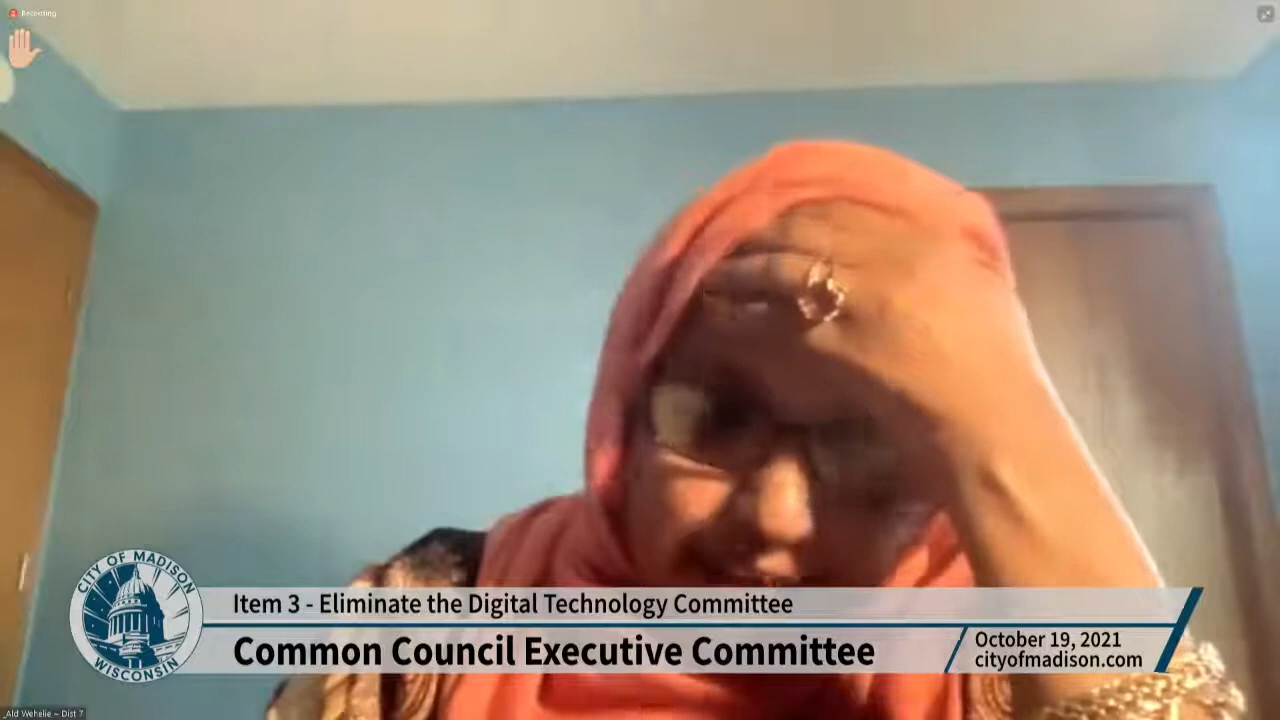 Recording
CITY OF MADISON
WISCONSIN
Item 3 - Eliminate the Digital Technology Committee
Common Council Executive Committee
October 19, 2021
cityofmadison.com
_Ald Wehelie ~ Dist 7